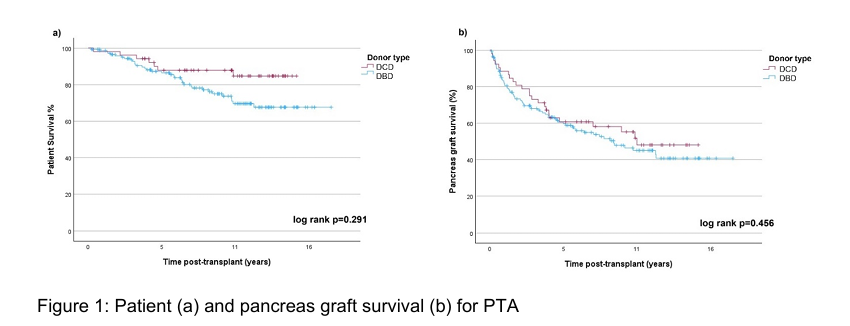 a)
Donor type
DCD
DBD
Patient Survival %
100
80
60
40
20
0
log rank p=0.291
0 5 11 16
Time post-transplant (years)
b)
Donor type
DCD
DBD
Pancreas graft survival (%)
100
80
60
40
20
0
log rank p=0.456
0 5 11 16
Time post-transplant (years)
Figure 1: Patient (a) and pancreas graft survival (b) for PTA